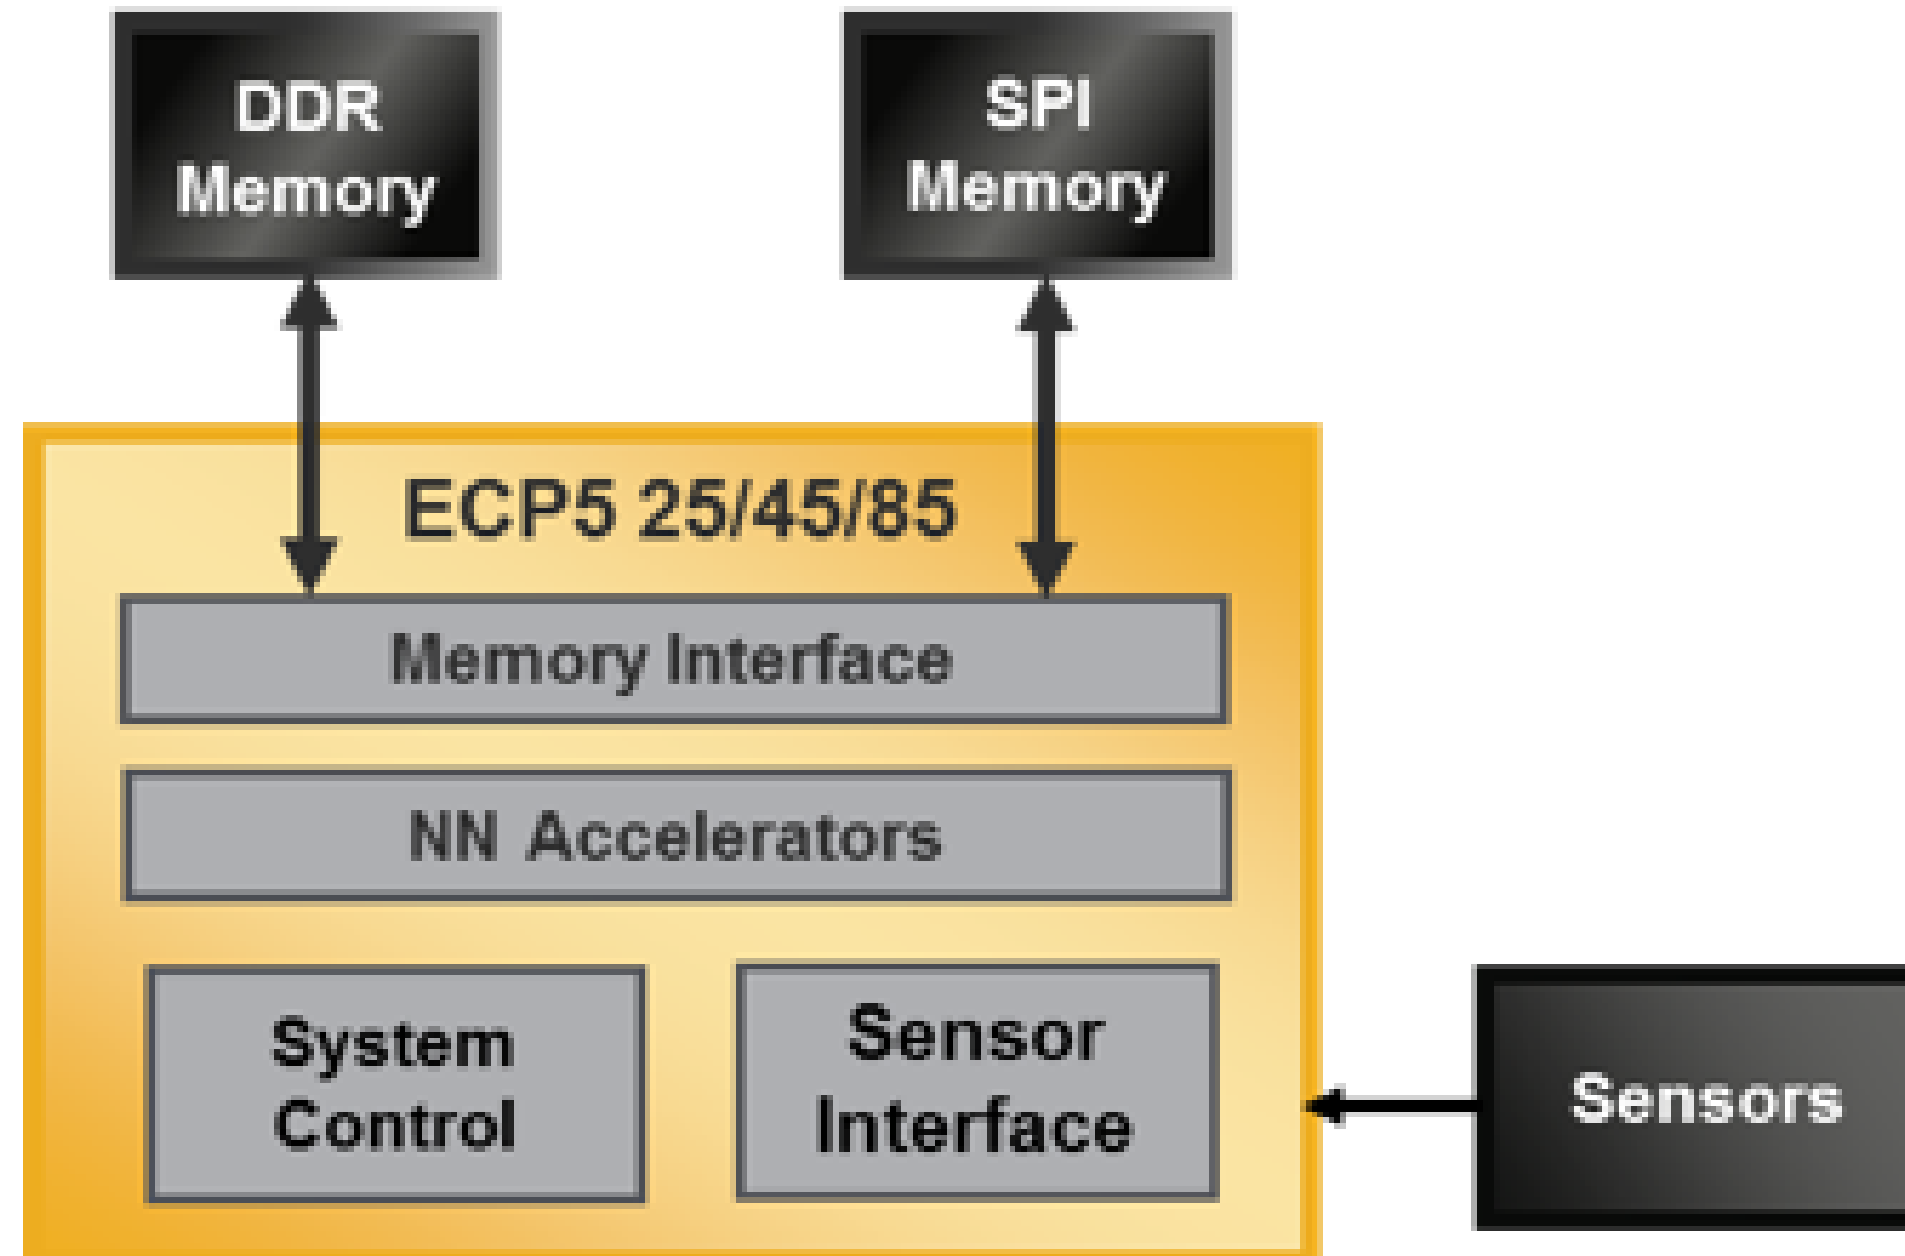 DDR
Memory
SPI
Memory
ECP5 25/45/85
Memory Interface
NN Accelerators
System
Control
Sensor
Interface
Sensors